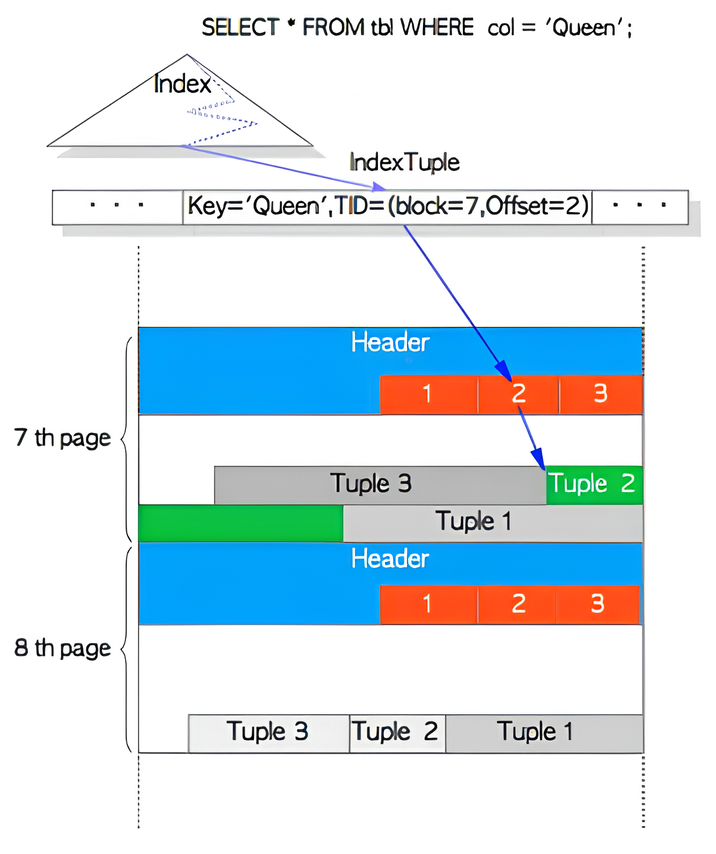 SELECT * FROM tbl WHERE col = 'Queen';
Index
IndexTuple
· · · Key='Queen',TID=(block=7,Offset=2) · · ·
Header
1 2 3
7 th page
Tuple 3 Tuple 2
Tuple 1
Header
1 2 3
8 th page
Tuple 3 Tuple 2 Tuple 1